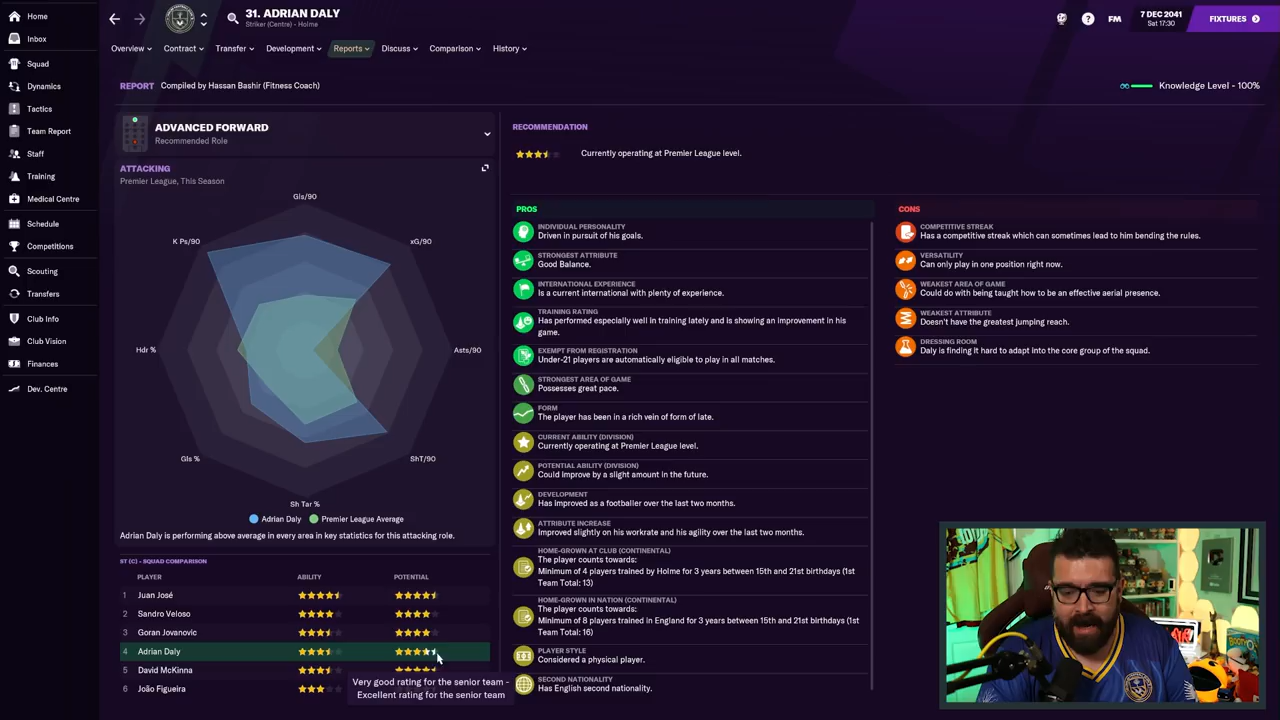 Home
Inbox
Squad
Dynamics
Tactics
Team Report
Staff
Training
Medical Centre
Schedule
Competitions
Scouting
Transfers
Club Info
Club Vision
Finances
Dev. Centre
31. ADRIAN DALY
Striker (Centre) - Holme
FM
7 DEC 2041
Sat 17:30
FIXTURES
Overview
Contract
Transfer
Development
Reports
Discuss
Comparison
History
REPORT Compiled by Hassan Bashir (Fitness Coach)
Knowledge Level - 100%
ADVANCED FORWARD
Recommended Role
ATTACKING
Premier League, This Season
Gls/90
K Ps/90
xG/90
Hdr %
Asts/90
Gls %
ShT/90
Sh Tar %
Adrian Daly
Premier League Average
Adrian Daly is performing above average in every area in key statistics for this attacking role.
ST (C) - SQUAD COMPARISON
PLAYER ABILITY POTENTIAL
1 Juan José
2 Sandro Veloso
3 Goran Jovanovic
4 Adrian Daly
5 David McKinna
6 João Figueira
Very good rating for the senior team -
Excellent rating for the senior team
RECOMMENDATION
Currently operating at Premier League level.
PROS
INDIVIDUAL PERSONALITY
Driven in pursuit of his goals.
STRONGEST ATTRIBUTE
Good Balance.
INTERNATIONAL EXPERIENCE
Is a current international with plenty of experience.
TRAINING RATING
Has performed especially well in training lately and is showing an improvement in his
game.
EXEMPT FROM REGISTRATION
Under-21 players are automatically eligible to play in all matches.
STRONGEST AREA OF GAME
Possesses great pace.
FORM
The player has been in a rich vein of form of late.
CURRENT ABILITY (DIVISION)
Currently operating at Premier League level.
POTENTIAL ABILITY (DIVISION)
Could improve by a slight amount in the future.
DEVELOPMENT
Has improved as a footballer over the last two months.
ATTRIBUTE INCREASE
Improved slightly on his workrate and his agility over the last two months.
HOME-GROWN AT CLUB (CONTINENTAL)
The player counts towards:
Minimum of 4 players trained by Holme for 3 years between 15th and 21st birthdays (1st
Team Total: 13)
HOME-GROWN IN NATION (CONTINENTAL)
The player counts towards:
Minimum of 8 players trained in England for 3 years between 15th and 21st birthdays (1st
Team Total: 16)
PLAYER STYLE
Considered a physical player.
SECOND NATIONALITY
Has English second nationality.
CONS
COMPETITIVE STREAK
Has a competitive streak which can sometimes lead to him bending the rules.
VERSATILITY
Can only play in one position right now.
WEAKEST AREA OF GAME
Could do with being taught how to be an effective aerial presence.
WEAKEST ATTRIBUTE
Doesn't have the greatest jumping reach.
DRESSING ROOM
Daly is finding it hard to adapt into the core group of the squad.